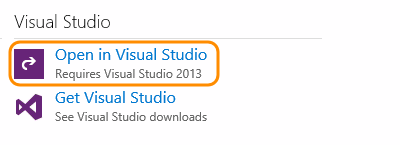 Visual Studio
Open in Visual Studio
Requires Visual Studio 2013
Get Visual Studio
See Visual Studio downloads